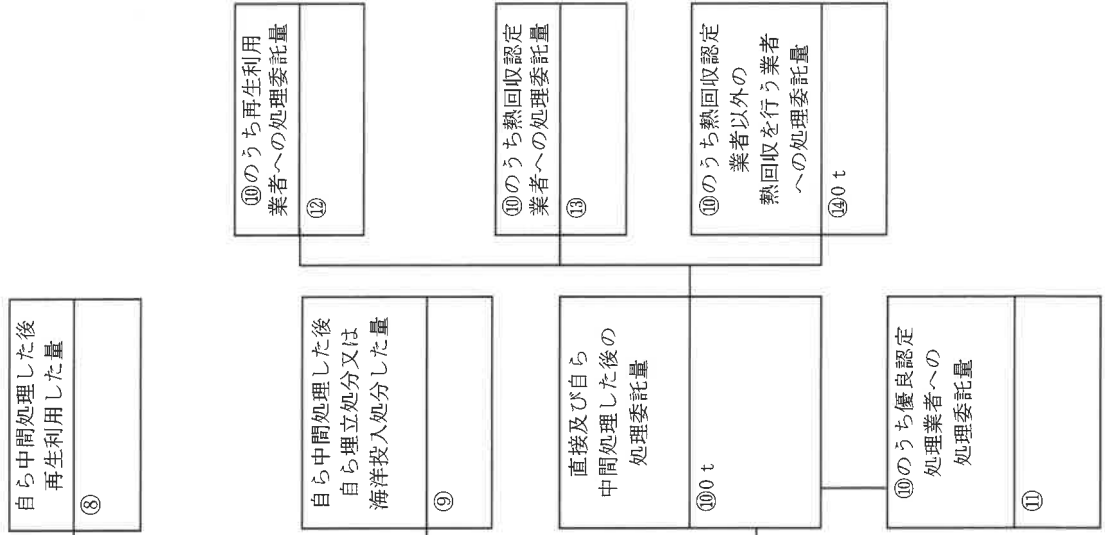 自ら中間処理した後
再生利用した量
⑧
自ら中間処理した後
自ら埋立処分又は
海洋投入処分した量
⑨
直接及び自ら
中間処理した後の
処理委託量
⑩0 t
⑩のうち優良認定
処理業者への
処理委託量
⑪
⑩のうち再生利用
業者への処理委託量
⑫
⑩のうち熱回収認定
業者への処理委託量
⑬
⑩のうち熱回収認定
業者以外の
熱回収を行う業者
への処理委託量
⑭0 t